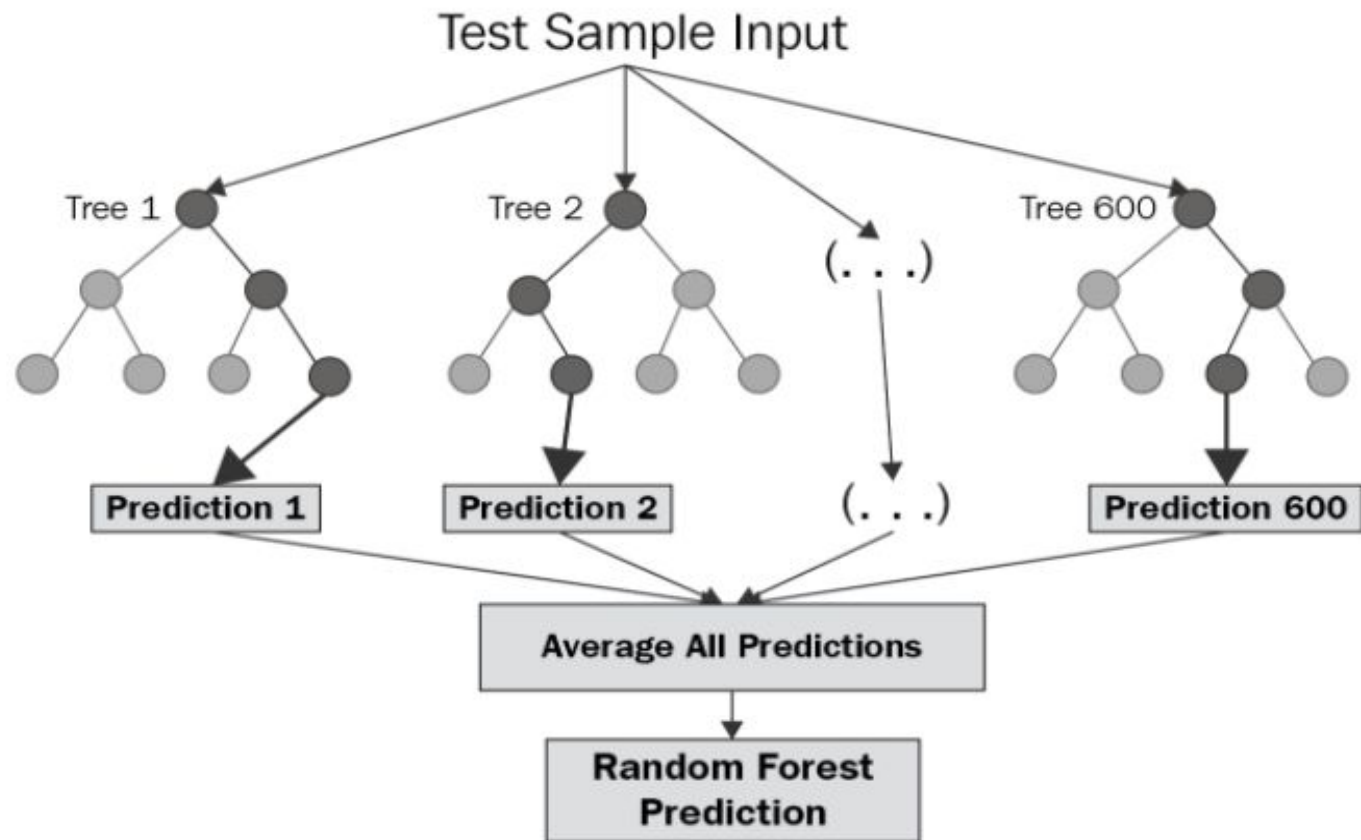 Test Sample Input
Tree 1
Tree 2
Tree 600
(. . .)
Prediction 1
Prediction 2
(. . .)
Prediction 600
Average All Predictions
Random Forest
Prediction